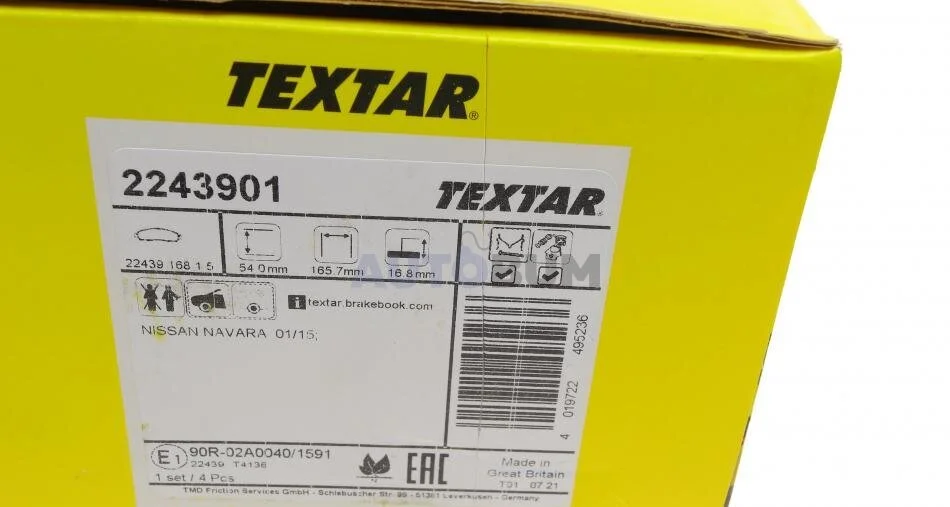 TEXTAR®
2243901 TEXTAR®
22439 168 1 5 54.0mm 165.7mm 16.8mm
AUTOBUM
i textar.brakebook.com
NISSAN NAVARA 01/15;
4 019722 495236
E1 90R-02A0040/1591
22439 T4136
1 set / 4 Pcs
EAC
Made in
Great Britain
T01 07 21
TMD Friction Services GmbH - Schlebuscher Str. 99 - 51381 Leverkusen - Germany